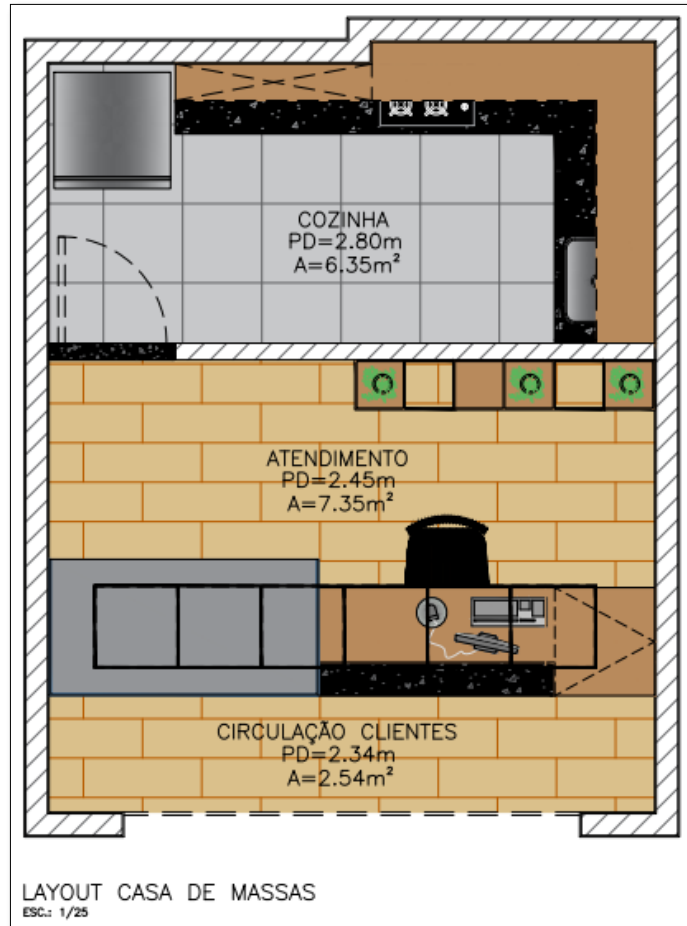 COZINHA
PD=2.80m
A=6.35m²
ATENDIMENTO
PD=2.45m
A=7.35m²
CIRCULAÇÃO CLIENTES
PD=2.34m
A=2.54m²
LAYOUT CASA DE MASSAS
ESC.: 1/25